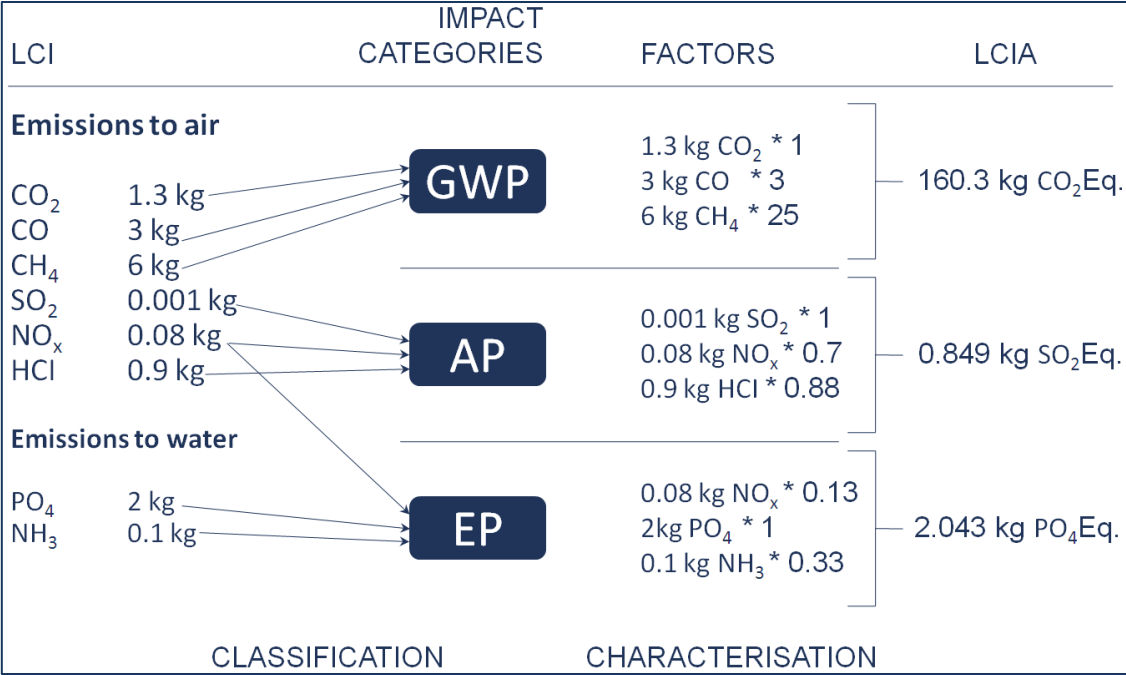 LCI
IMPACT
CATEGORIES
FACTORS
LCIA
Emissions to air
CO₂ 1.3 kg
CO 3 kg
CH₄ 6 kg
SO₂ 0.001 kg
NOₓ 0.08 kg
HCl 0.9 kg
Emissions to water
PO₄ 2 kg
NH₃ 0.1 kg
GWP
1.3 kg CO₂ * 1
3 kg CO * 3
6 kg CH₄ * 25
160.3 kg CO₂Eq.
AP
0.001 kg SO₂ * 1
0.08 kg NOₓ * 0.7
0.9 kg HCl * 0.88
0.849 kg SO₂Eq.
EP
0.08 kg NOₓ * 0.13
2kg PO₄ * 1
0.1 kg NH₃ * 0.33
2.043 kg PO₄Eq.
CLASSIFICATION
CHARACTERISATION